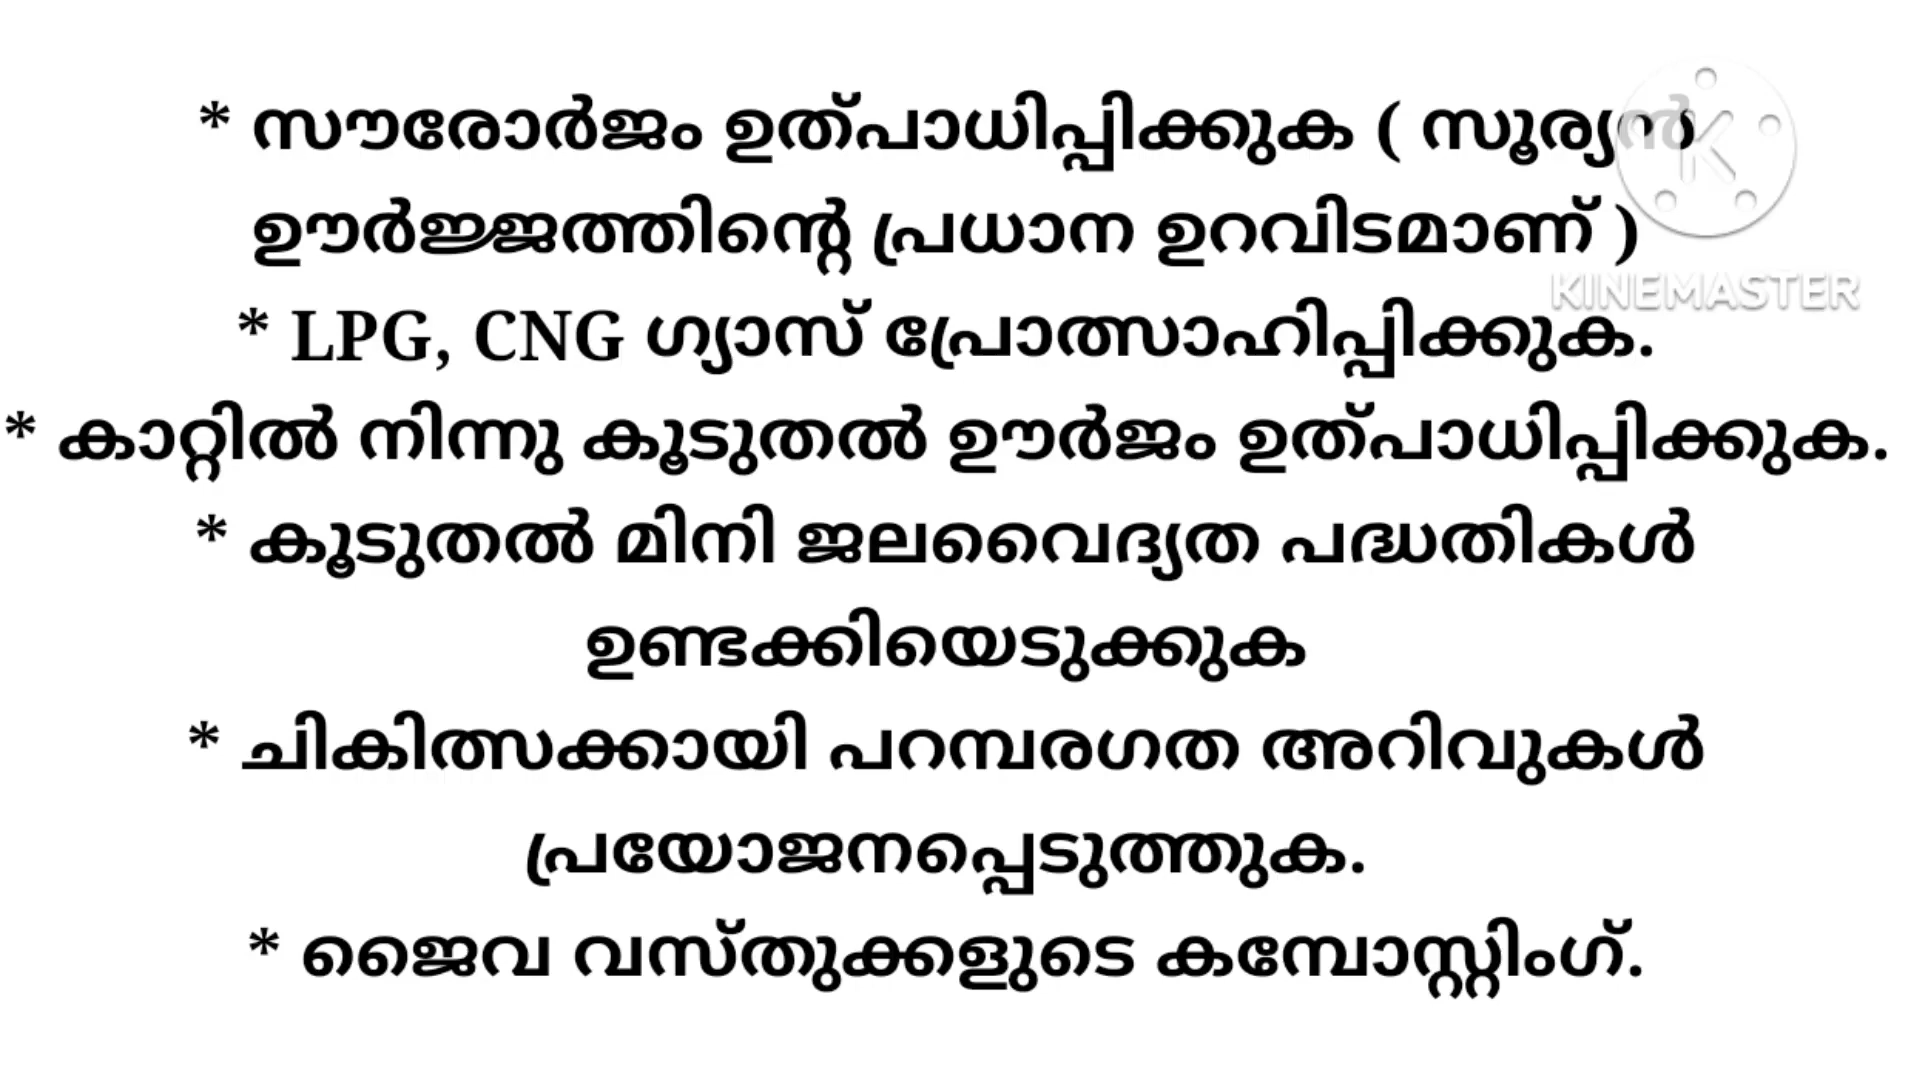 * സൗരോർജം ഉത്പാധിപ്പിക്കുക ( സൂര്യൻ
ഊർജ്ജത്തിന്റെ പ്രധാന ഉറവിടമാണ് )
* LPG, CNG ഗ്യാസ് പ്രോത്സാഹിപ്പിക്കുക.
* കാറ്റിൽ നിന്നു കൂടുതൽ ഊർജം ഉത്പാധിപ്പിക്കുക.
* കൂടുതൽ മിനി ജലവൈദ്യത പദ്ധതികൾ
ഉണ്ടക്കിയെടുക്കുക
* ചികിത്സക്കായി പറമ്പരഗത അറിവുകൾ
പ്രയോജനപ്പെടുത്തുക.
* ജൈവ വസ്തുക്കളുടെ കമ്പോസ്റ്റിംഗ്.
K
KINEMASTER